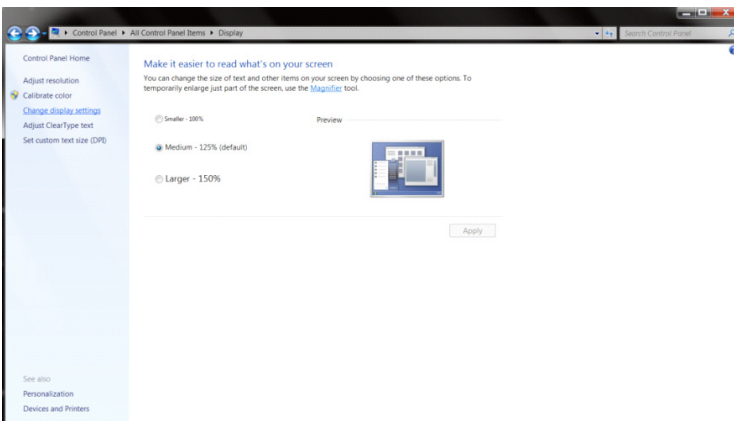 Control Panel ▸ All Control Panel Items ▸ Display
Search Control Panel
Control Panel Home
Adjust resolution
Calibrate color
Change display settings
Adjust ClearType text
Set custom text size (DPI)
See also
Personalization
Devices and Printers
Make it easier to read what's on your screen
You can change the size of text and other items on your screen by choosing one of these options. To
temporarily enlarge just part of the screen, use the Magnifier tool.
Smaller - 100%
Preview
Medium - 125% (default)
Larger - 150%
Apply